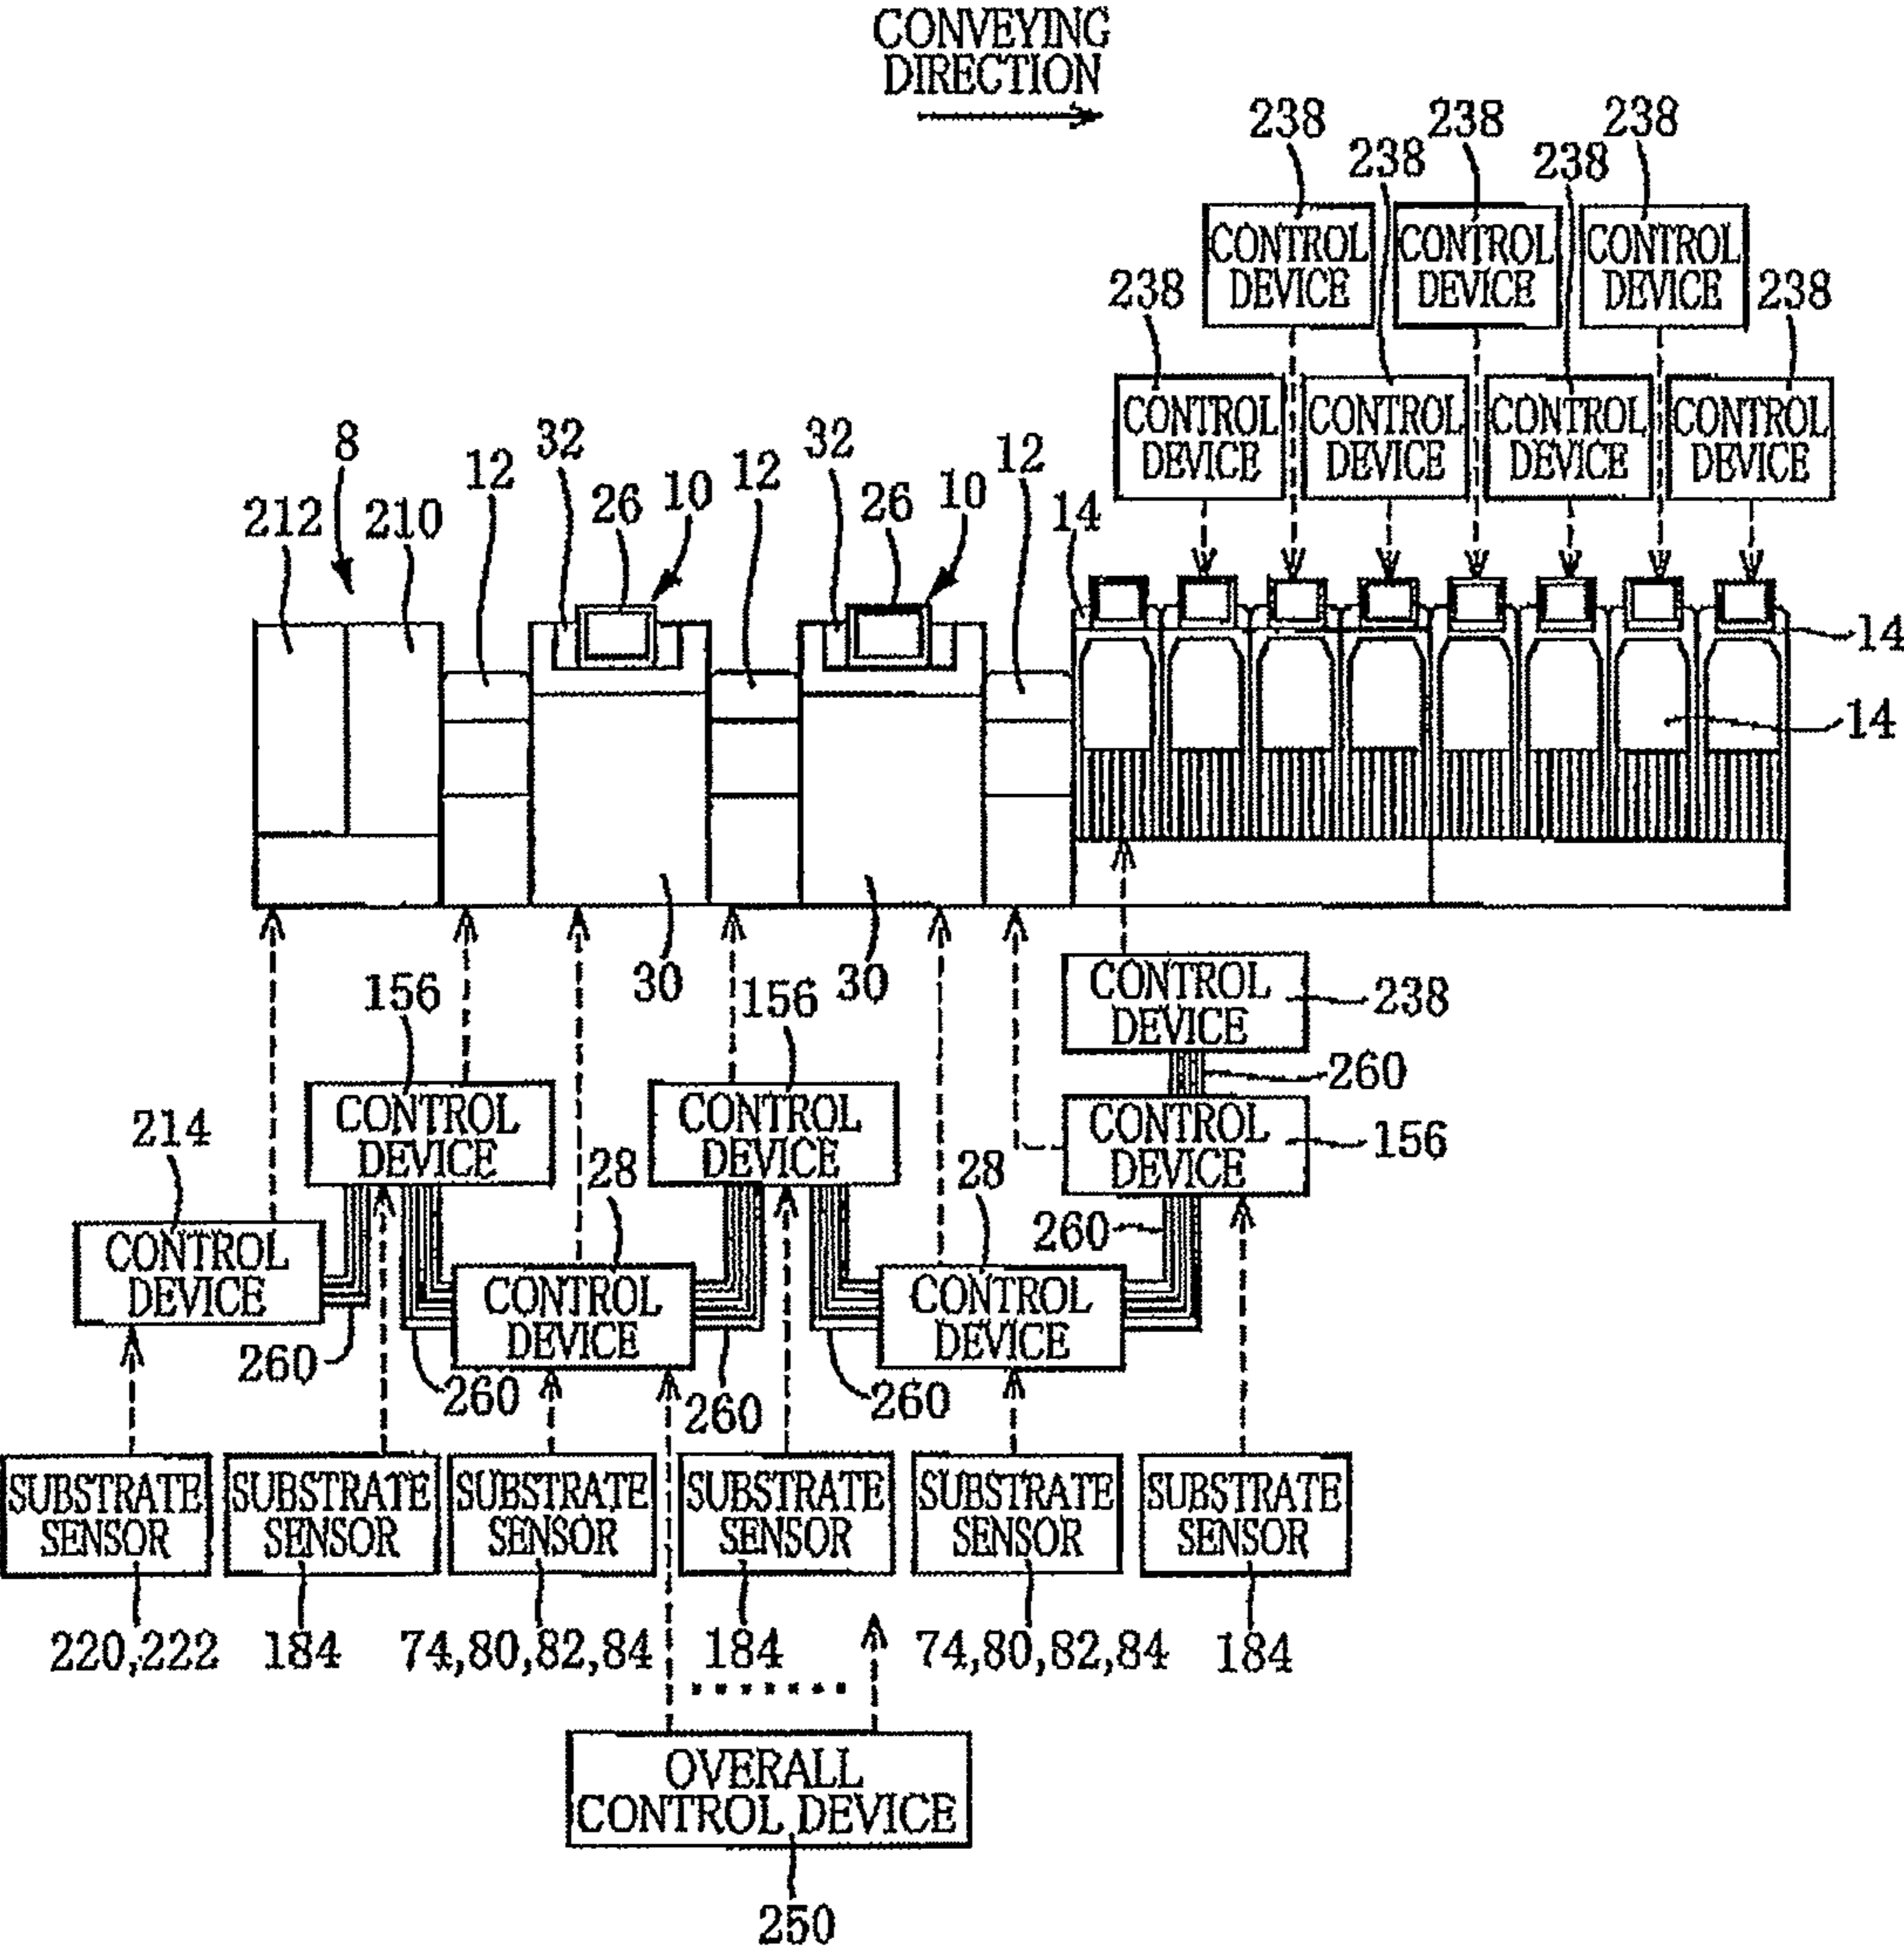 CONVEYING
DIRECTION
238
238
238
238
238
CONTROL
DEVICE
CONTROL
DEVICE
CONTROL
DEVICE
238
238
CONTROL
DEVICE
CONTROL
DEVICE
CONTROL
DEVICE
CONTROL
DEVICE
8
212
210
12
32
26
10
12
32
26
10
12
14
14
14
30
30
CONTROL
DEVICE
238
260
156
CONTROL
DEVICE
156
CONTROL
DEVICE
CONTROL
DEVICE
156
214
CONTROL
DEVICE
28
CONTROL
DEVICE
28
CONTROL
DEVICE
260
260
260
260
260
SUBSTRATE
SENSOR
SUBSTRATE
SENSOR
SUBSTRATE
SENSOR
SUBSTRATE
SENSOR
SUBSTRATE
SENSOR
SUBSTRATE
SENSOR
220,222
184
74,80,82,84
184
74,80,82,84
184
OVERALL
CONTROL DEVICE
250